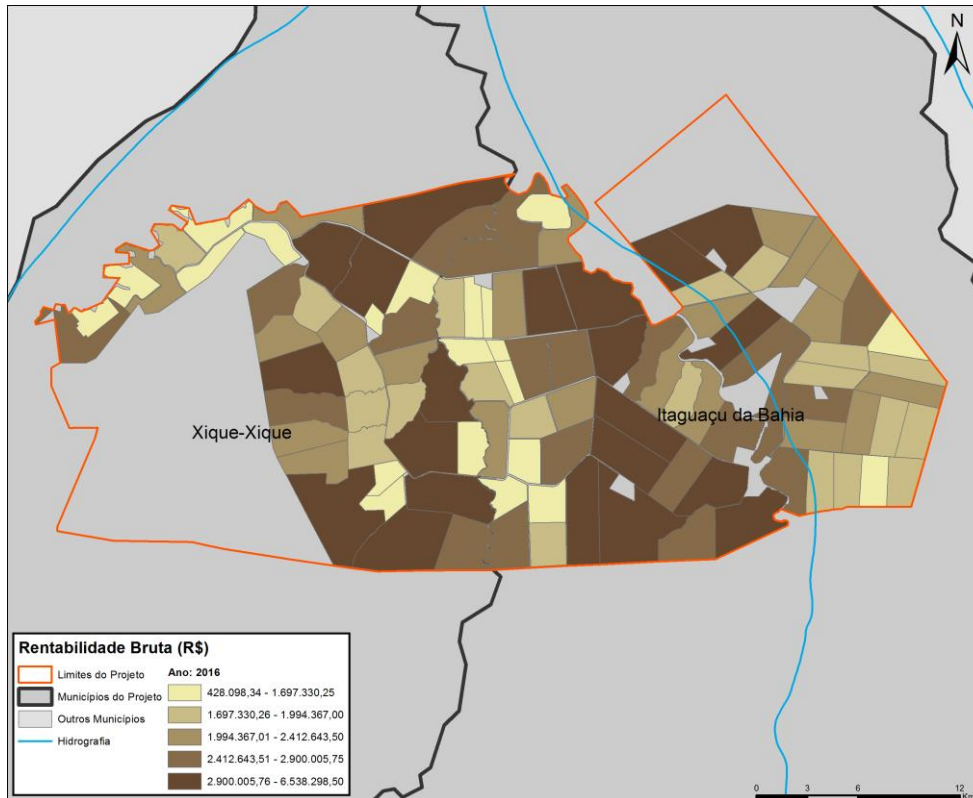 N
Xique-Xique
Itaguaçu da Bahia
Rentabilidade Bruta (R$)
Limites do Projeto
Municípios do Projeto
Outros Municípios
Hidrografia
Ano: 2016
428.098,34 - 1.697.330,25
1.697.330,26 - 1.994.367,00
1.994.367,01 - 2.412.643,50
2.412.643,51 - 2.900.005,75
2.900.005,76 - 6.538.298,50
0 3 6 12